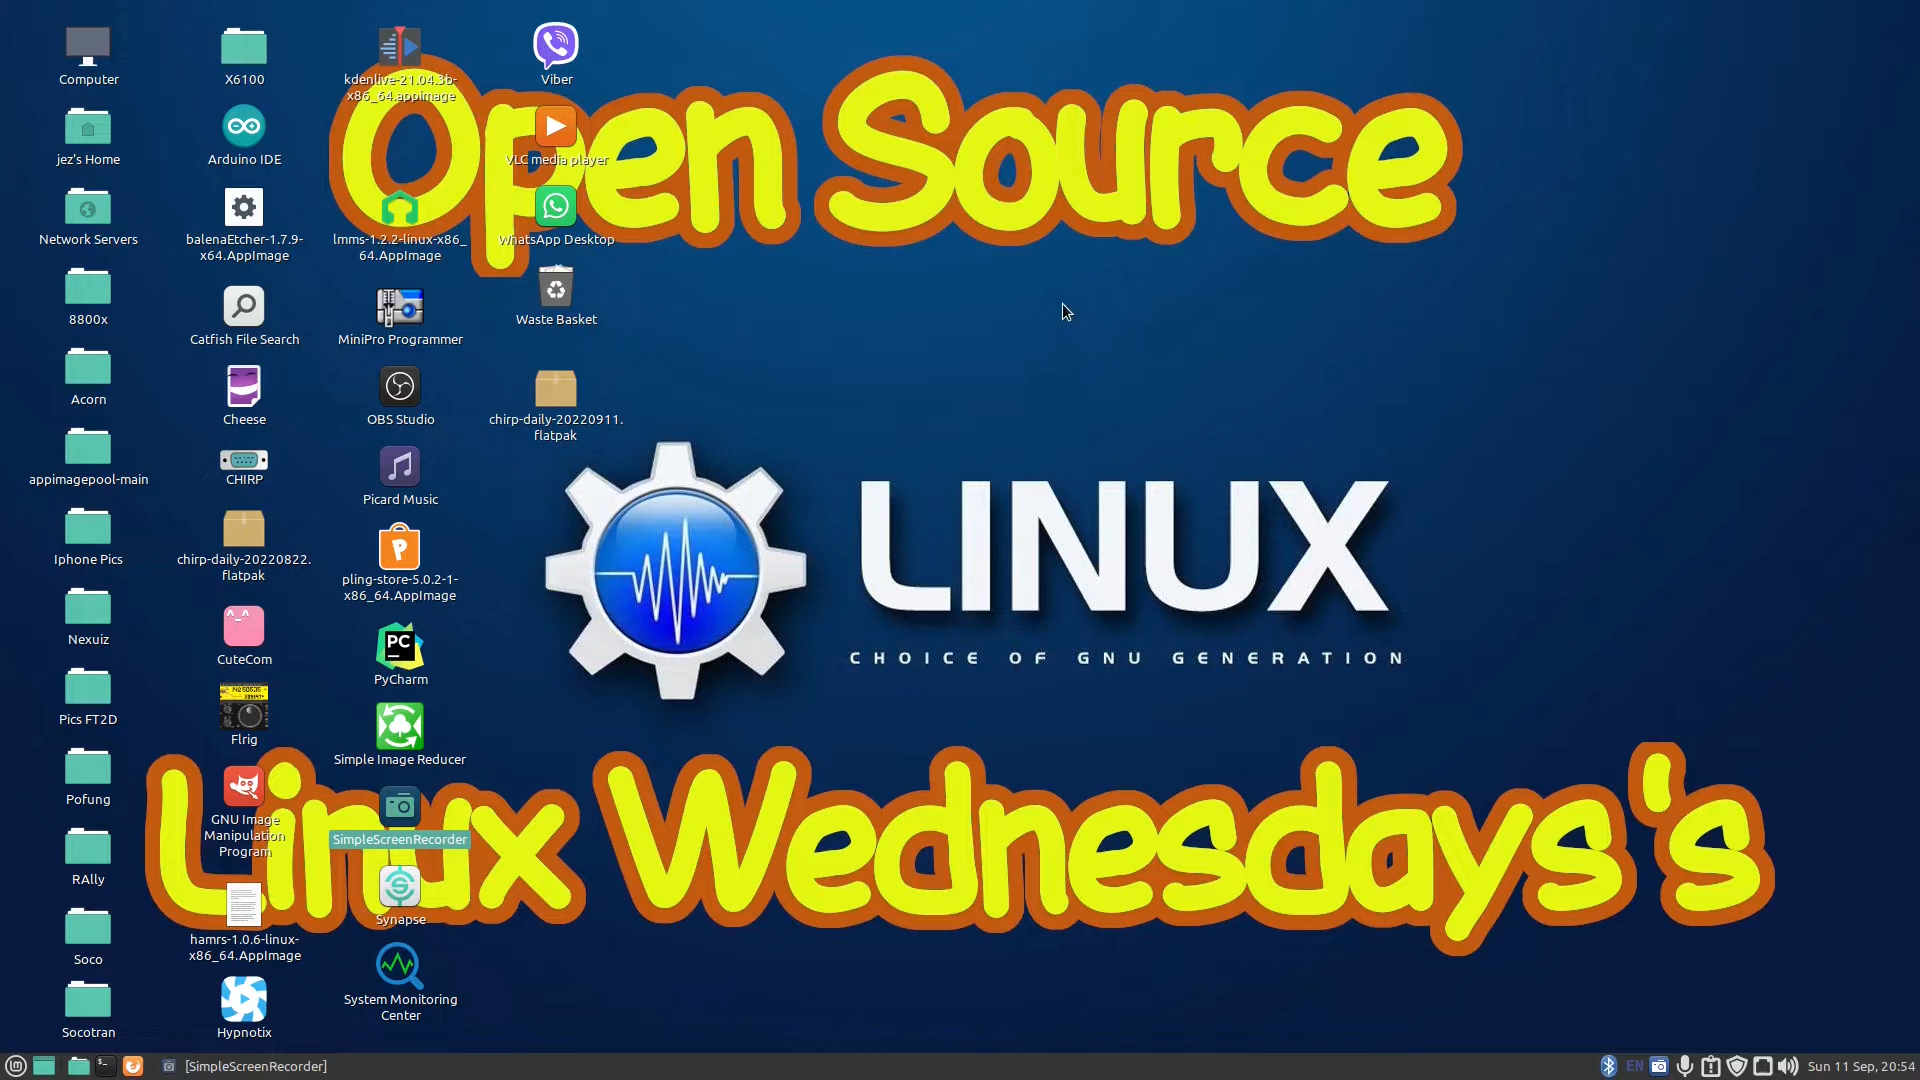 Open Source
LINUX
CHOICE OF GNU GENERATION
Linux Wednesdays's
Computer
jez's Home
Network Servers
8800x
Acorn
appimagepool-main
Iphone Pics
Nexuiz
Pics FT2D
Pofung
RAlly
Soco
Socotran
X6100
Arduino IDE
balenaEtcher-1.7.9-
x64.AppImage
Catfish File Search
Cheese
CHIRP
chirp-daily-20220822.
flatpak
^_^
CuteCom
Flrig
GNU Image
Manipulation
Program
hamrs-1.0.6-linux-
x86_64.AppImage
Hypnotix
kdenlive-21.04.3b-
x86_64.appimage
lmms-1.2.2-linux-x86_
64.AppImage
MiniPro Programmer
OBS Studio
Picard Music
P
pling-store-5.0.2-1-
x86_64.AppImage
PC
PyCharm
Simple Image Reducer
SimpleScreenRecorder
Synapse
System Monitoring
Center
Viber
VLC media player
WhatsApp Desktop
Waste Basket
chirp-daily-20220911.
flatpak
[SimpleScreenRecorder]
EN
Sun 11 Sep, 20:54